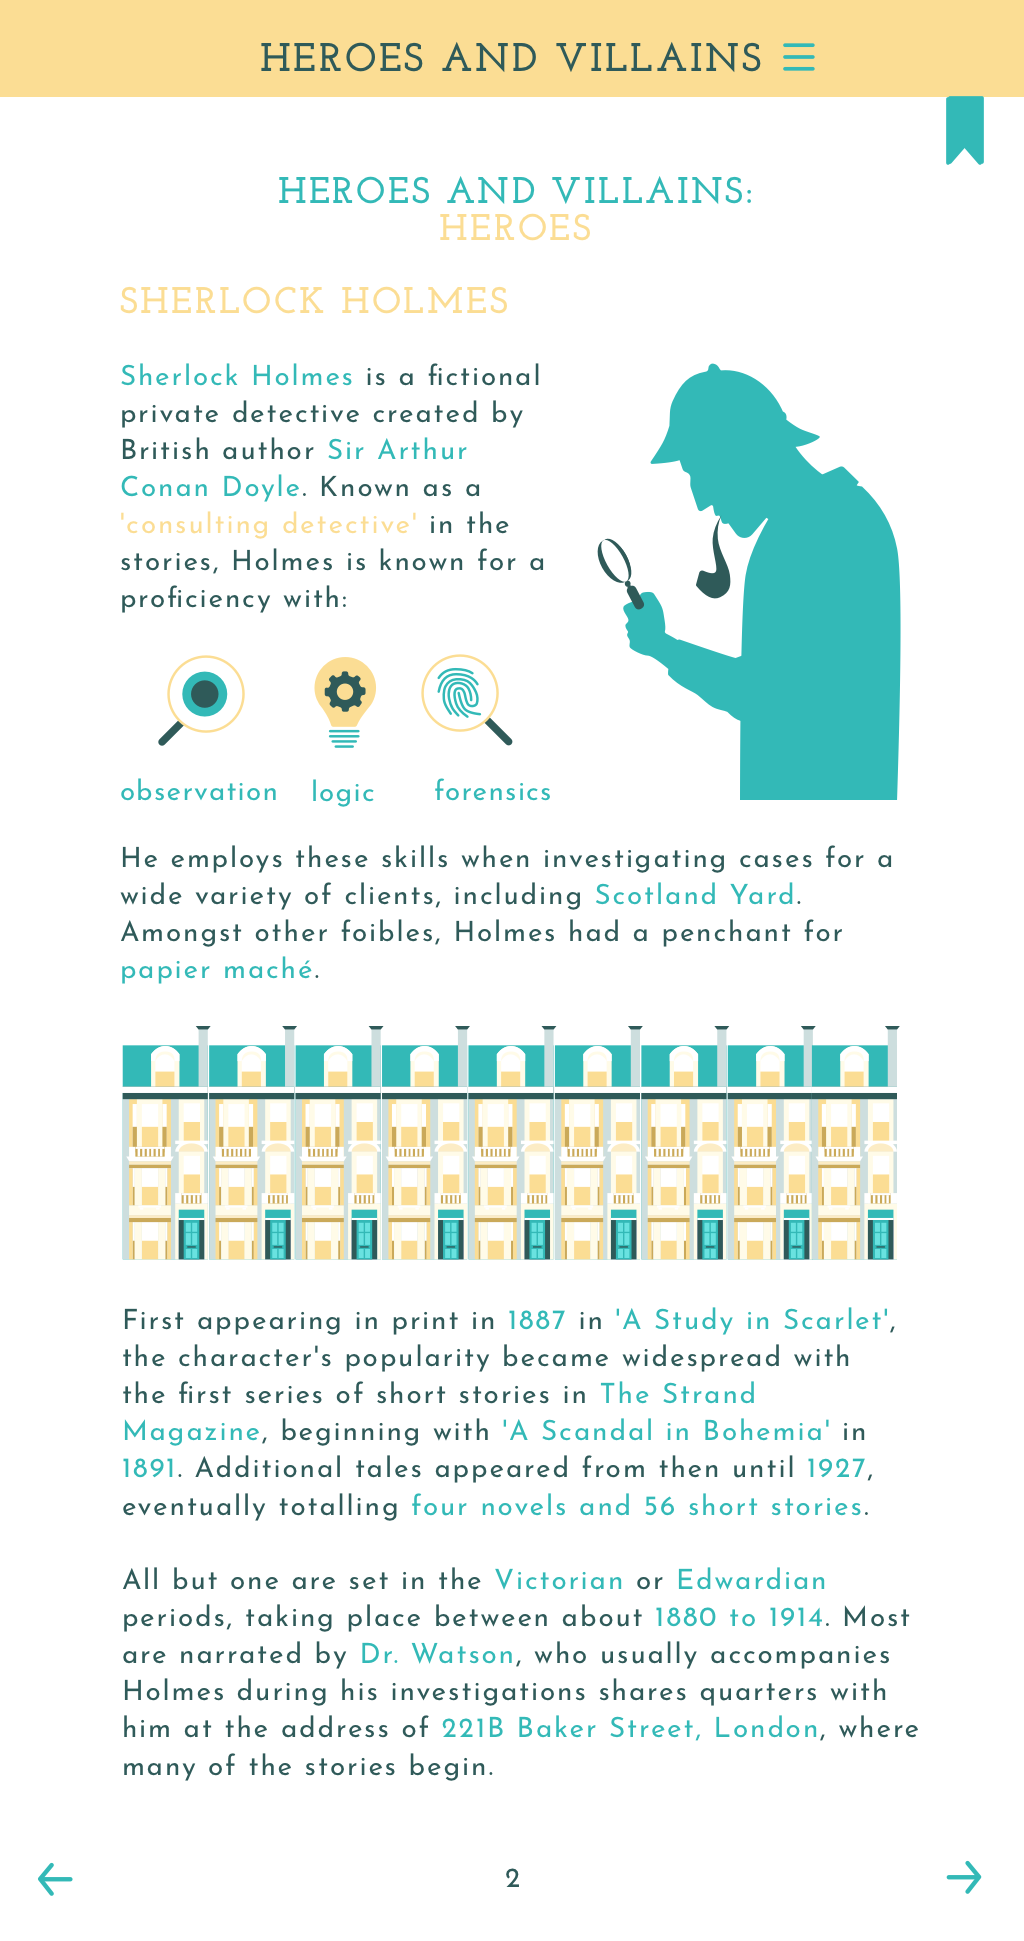 HEROES AND VILLAINS
HEROES AND VILLAINS:
HEROES
SHERLOCK HOLMES
Sherlock Holmes is a fictional
private detective created by
British author Sir Arthur
Conan Doyle. Known as a
'consulting detective' in the
stories, Holmes is known for a
proficiency with:
observation
logic
forensics
He employs these skills when investigating cases for a
wide variety of clients, including Scotland Yard.
Amongst other foibles, Holmes had a penchant for
papier maché.
First appearing in print in 1887 in 'A Study in Scarlet',
the character's popularity became widespread with
the first series of short stories in The Strand
Magazine, beginning with 'A Scandal in Bohemia' in
1891. Additional tales appeared from then until 1927,
eventually totalling four novels and 56 short stories.
All but one are set in the Victorian or Edwardian
periods, taking place between about 1880 to 1914. Most
are narrated by Dr. Watson, who usually accompanies
Holmes during his investigations shares quarters with
him at the address of 221B Baker Street, London, where
many of the stories begin.
2